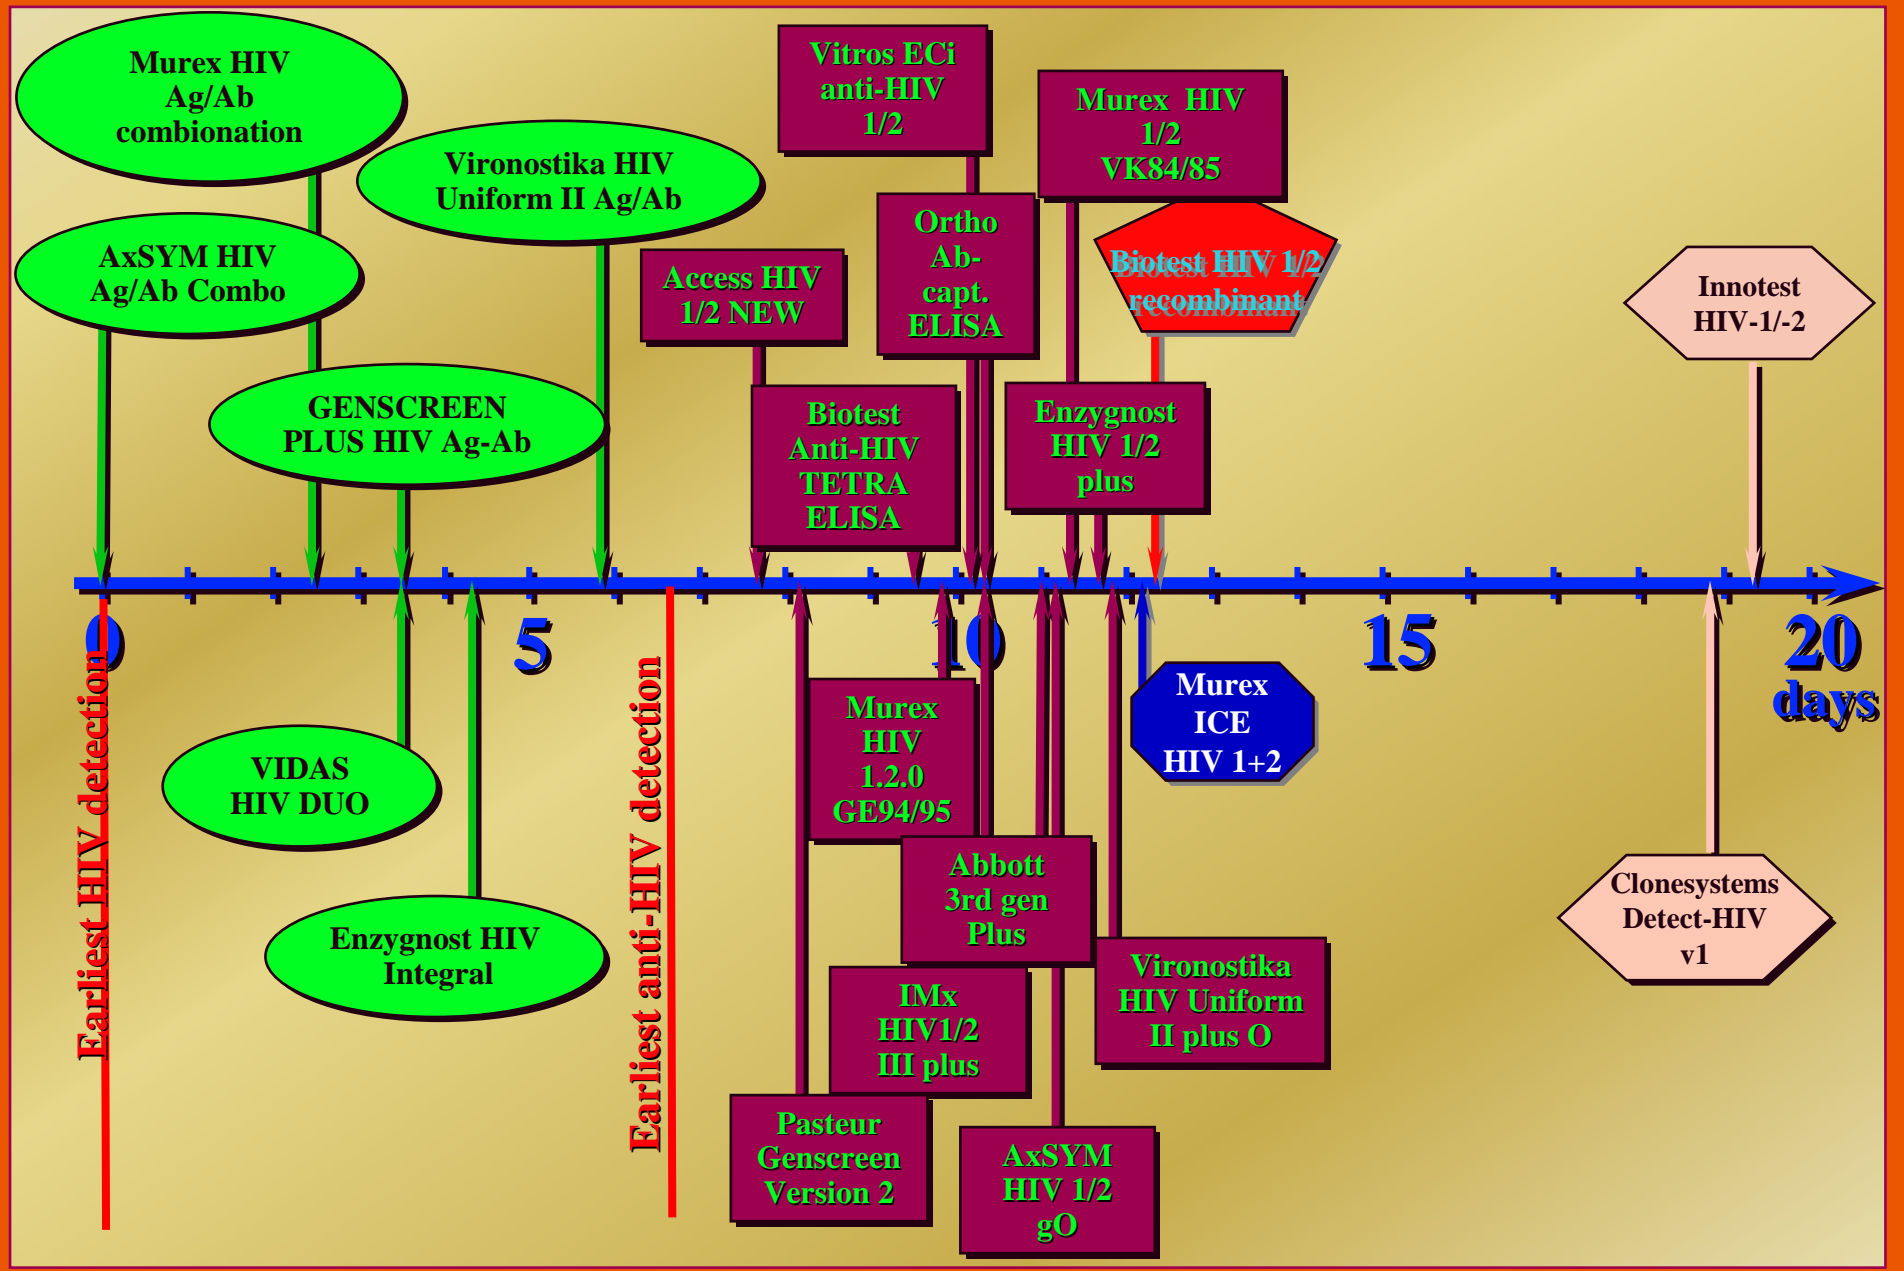 Murex HIV
Ag/Ab
combionation
AxSYM HIV
Ag/Ab Combo
Vironostika HIV
Uniform II Ag/Ab
GENSCREEN
PLUS HIV Ag-Ab
Access HIV
1/2 NEW
Vitros ECi
anti-HIV
1/2
Biotest
Anti-HIV
TETRA
ELISA
Ortho
Ab-
capt.
ELISA
Murex HIV
1/2
VK84/85
Biotest HIV 1/2
recombinant
Enzygnost
HIV 1/2
plus
Innotest
HIV-1/-2
0
5
10
15
20
days
Earliest HIV detection
Earliest anti-HIV detection
VIDAS
HIV DUO
Enzygnost HIV
Integral
Murex
HIV
1.2.0
GE94/95
Abbott
3rd gen
Plus
IMx
HIV1/2
III plus
Pasteur
Genscreen
Version 2
AxSYM
HIV 1/2
gO
Vironostika
HIV Uniform
II plus O
Murex
ICE
HIV 1+2
Clonesystems
Detect-HIV
v1